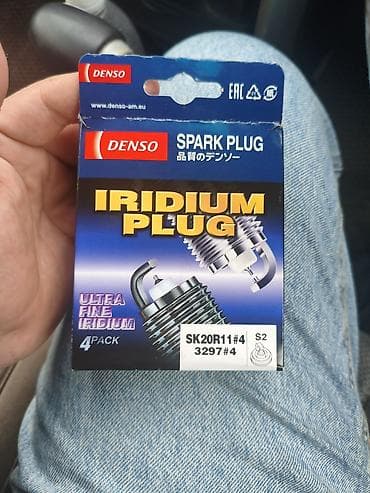 DENSO
EAC
www.denso-am.eu
DENSO
SPARK PLUG
品質のデンソー
IRIDIUM
PLUG
ULTRA
FINE
IRIDIUM
4PACK
SK20R11#4
3297#4
S2